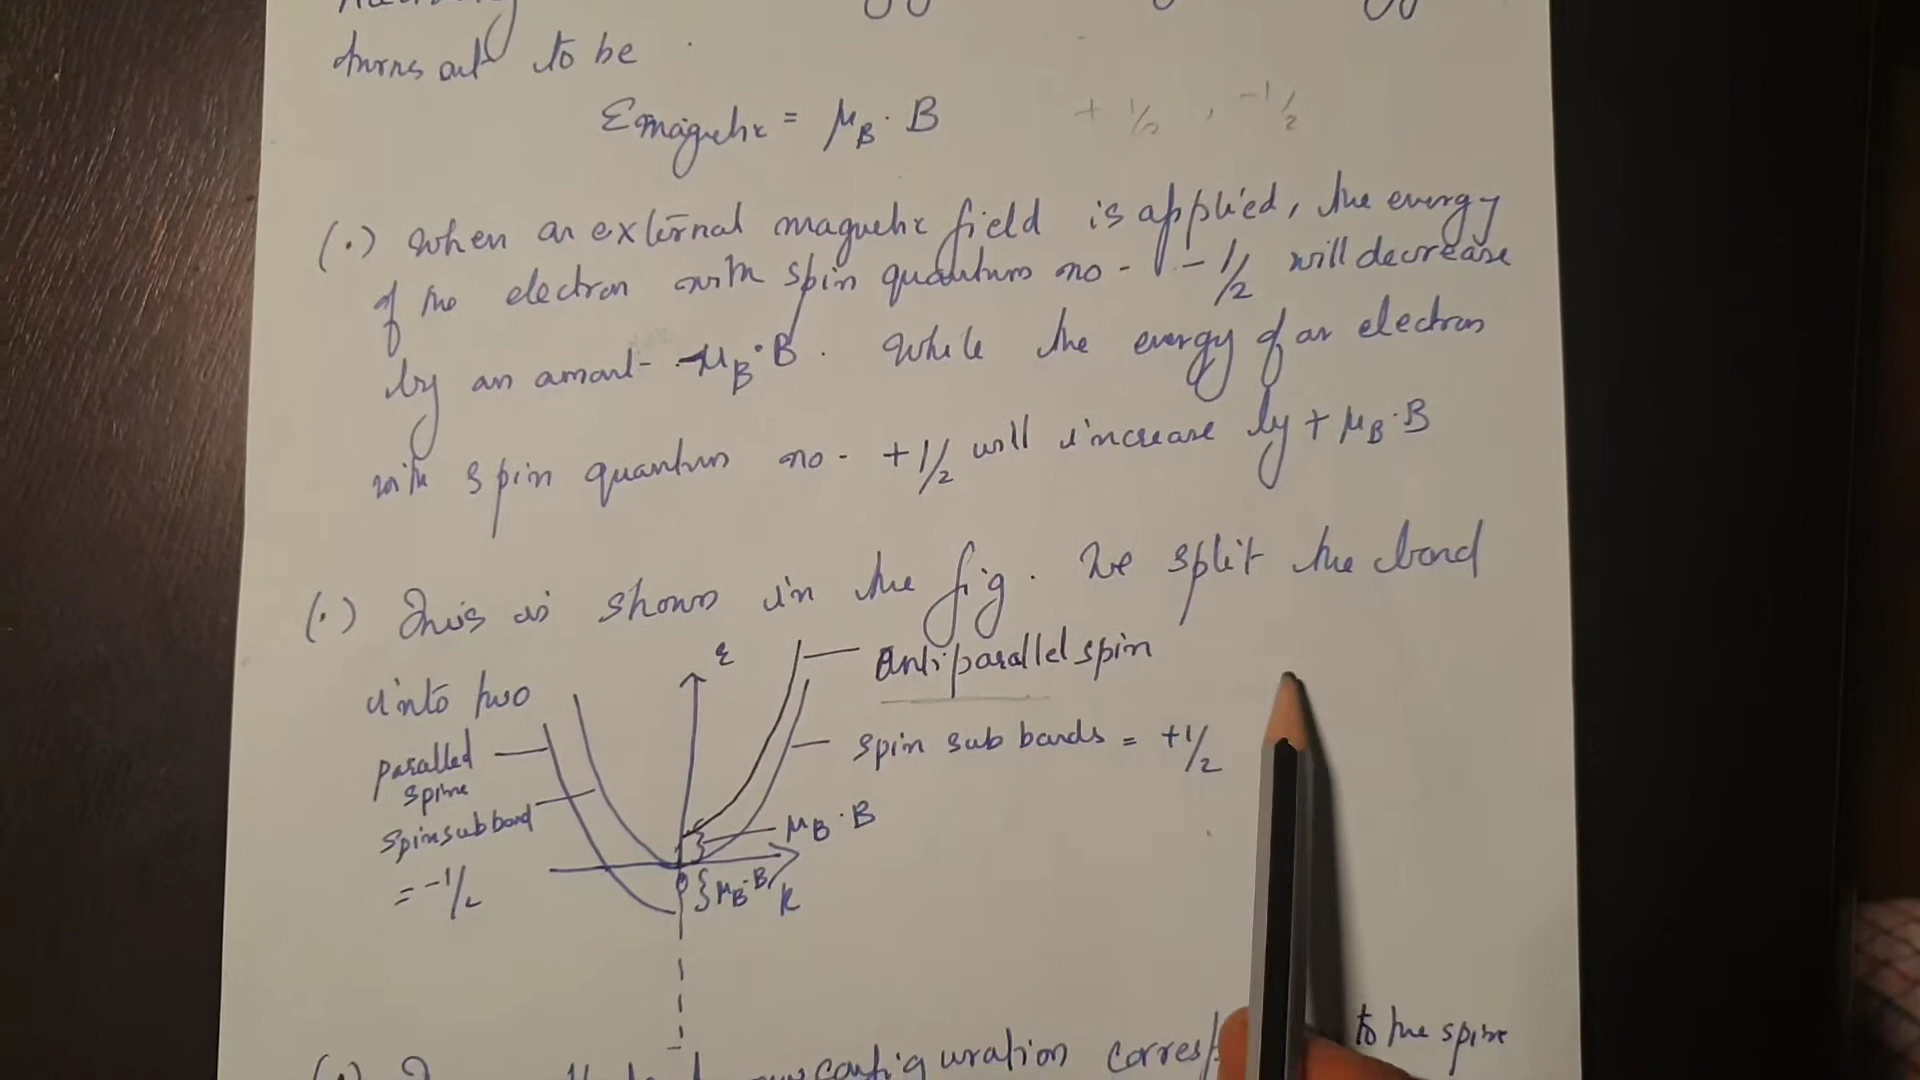 turns out to be
Emagnetic = μB · B
+ 1/2 , -1/2
(·) When an external magnetic field is applied, the energy
of the electron with spin quantum no - - 1/2 will decrease
by an amount - -μB·B. While the energy of an electron
with spin quantum no - +1/2 will increase by + μB·B
(·) This is shown in the fig. We split the band
into two
ε
Antiparallel spin
parallel
spins
spin sub bands = +1/2
spin subband
= -1/2
μB · B
{μB·B
k
configuration to the spins